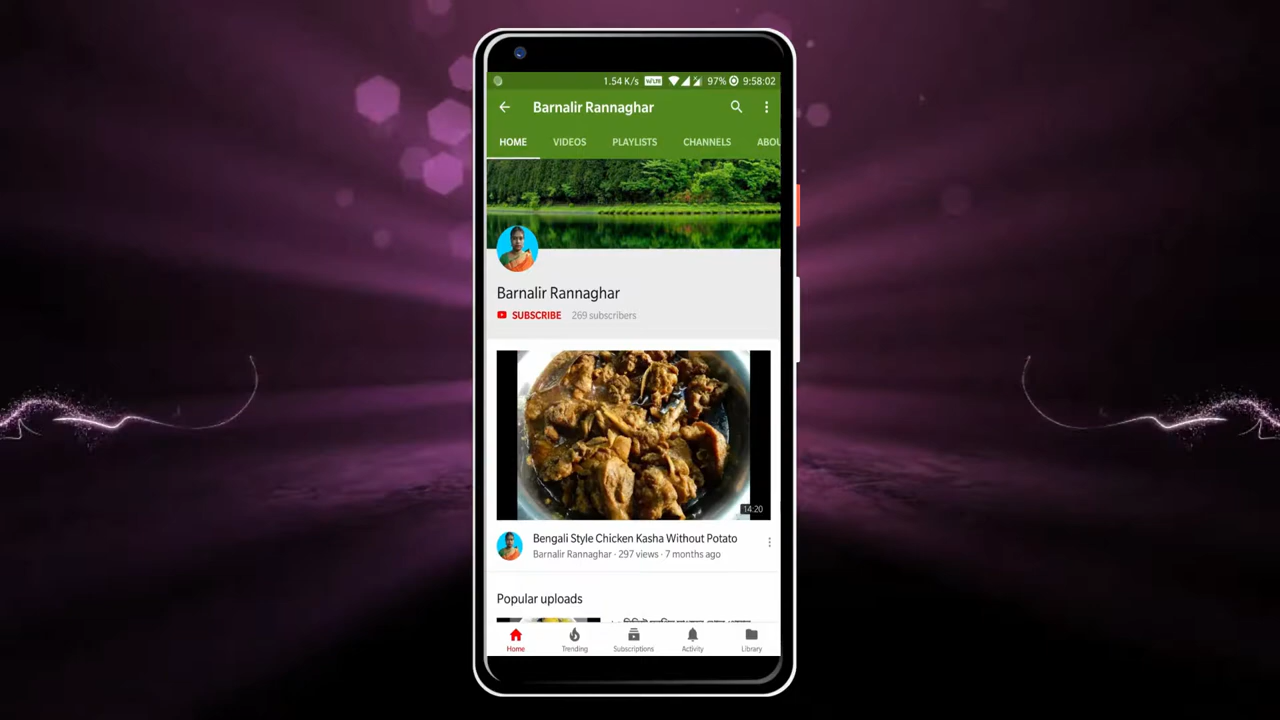 1.54 K/s 97% 9:58:02
Barnalir Rannaghar
HOME VIDEOS PLAYLISTS CHANNELS ABOU
Barnalir Rannaghar
SUBSCRIBE 269 subscribers
14:20
Bengali Style Chicken Kasha Without Potato
Barnalir Rannaghar · 297 views · 7 months ago
Popular uploads
Home Trending Subscriptions Activity Library